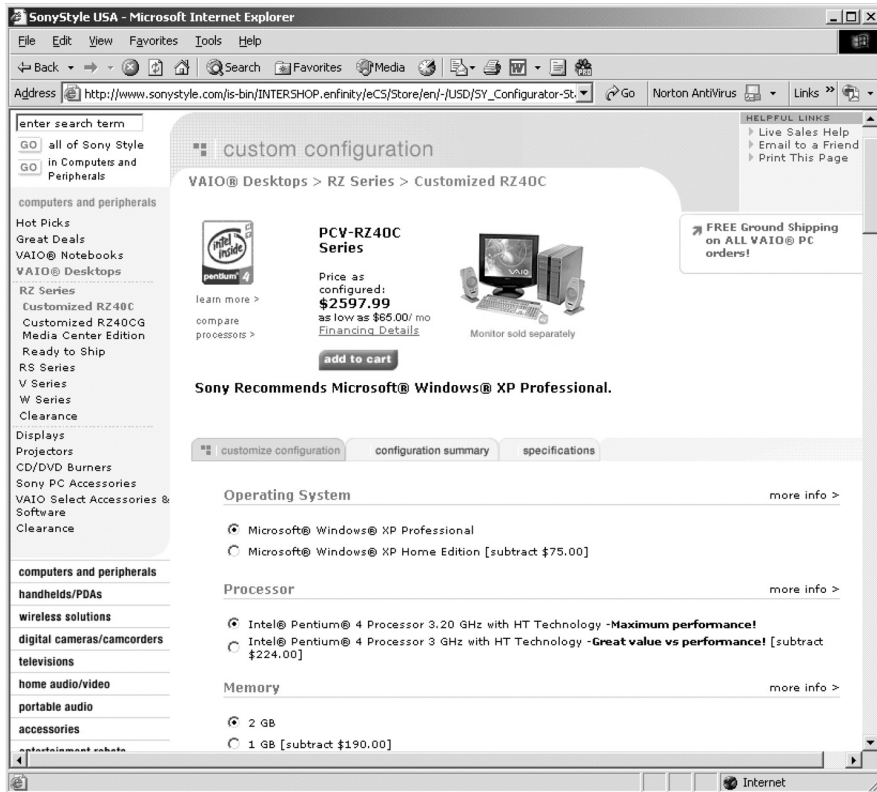 SonyStyle USA - Microsoft Internet Explorer
File Edit View Favorites Tools Help
Back Search Favorites Media
Address http://www.sonystyle.com/is-bin/INTERSHOP.enfinity/eCS/Store/en/-/USD/SY_Configurator-St Go Norton AntiVirus Links »
enter search term
GO all of Sony Style
GO in Computers and
Peripherals
computers and peripherals
Hot Picks
Great Deals
VAIO® Notebooks
VAIO® Desktops
RZ Series
Customized RZ40C
Customized RZ40CG
Media Center Edition
Ready to Ship
RS Series
V Series
W Series
Clearance
Displays
Projectors
CD/DVD Burners
Sony PC Accessories
VAIO Select Accessories &
Software
Clearance
computers and peripherals
handhelds/PDAs
wireless solutions
digital cameras/camcorders
televisions
home audio/video
portable audio
accessories
entertainment robots
custom configuration
VAIO® Desktops > RZ Series > Customized RZ40C
HELPFUL LINKS
Live Sales Help
Email to a Friend
Print This Page
FREE Ground Shipping
on ALL VAIO® PC
orders!
intel
inside
pentium 4
learn more >
compare
processors >
PCV-RZ40C
Series
Price as
configured:
$2597.99
as low as $65.00/ mo
Financing Details
add to cart
VAIO
Monitor sold separately
Sony Recommends Microsoft® Windows® XP Professional.
customize configuration configuration summary specifications
Operating System more info >
Microsoft® Windows® XP Professional
Microsoft® Windows® XP Home Edition [subtract $75.00]
Processor more info >
Intel® Pentium® 4 Processor 3.20 GHz with HT Technology -Maximum performance!
Intel® Pentium® 4 Processor 3 GHz with HT Technology -Great value vs performance! [subtract
$224.00]
Memory more info >
2 GB
1 GB [subtract $190.00]
Internet